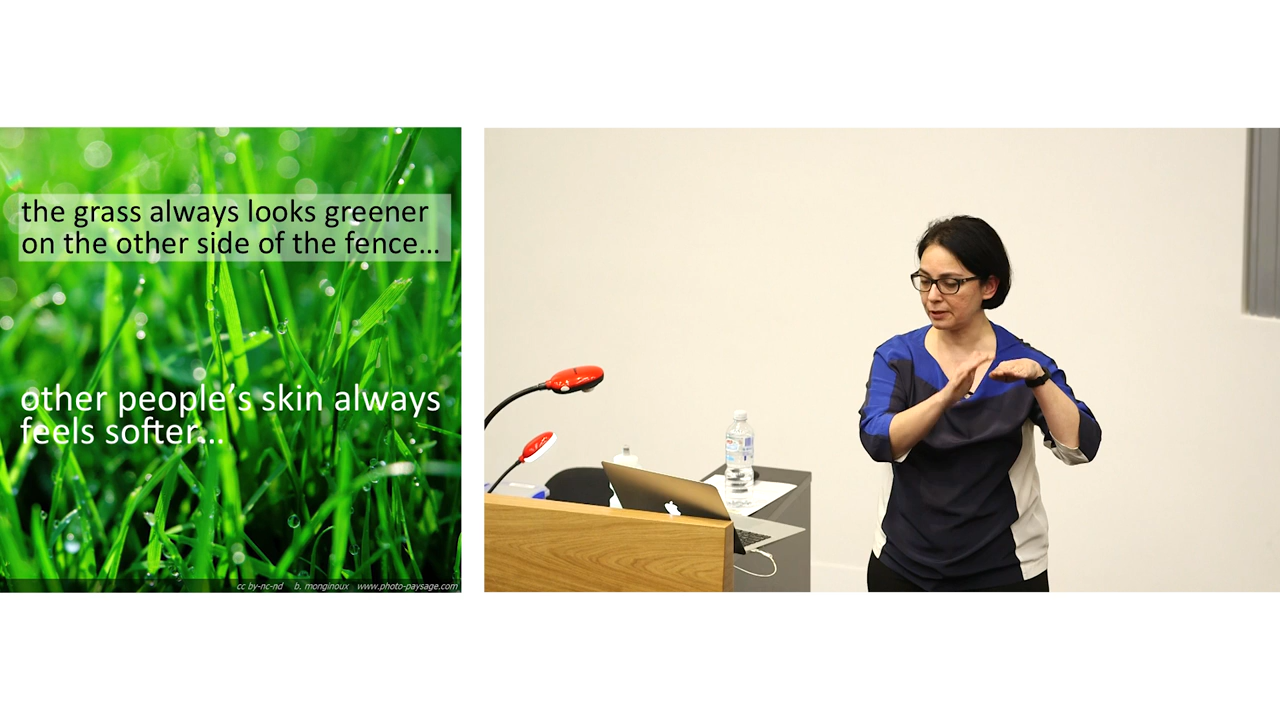 the grass always looks greener
on the other side of the fence...
other people's skin always
feels softer...
cc by-nc-nd b. monginoux www.photo-paysage.com